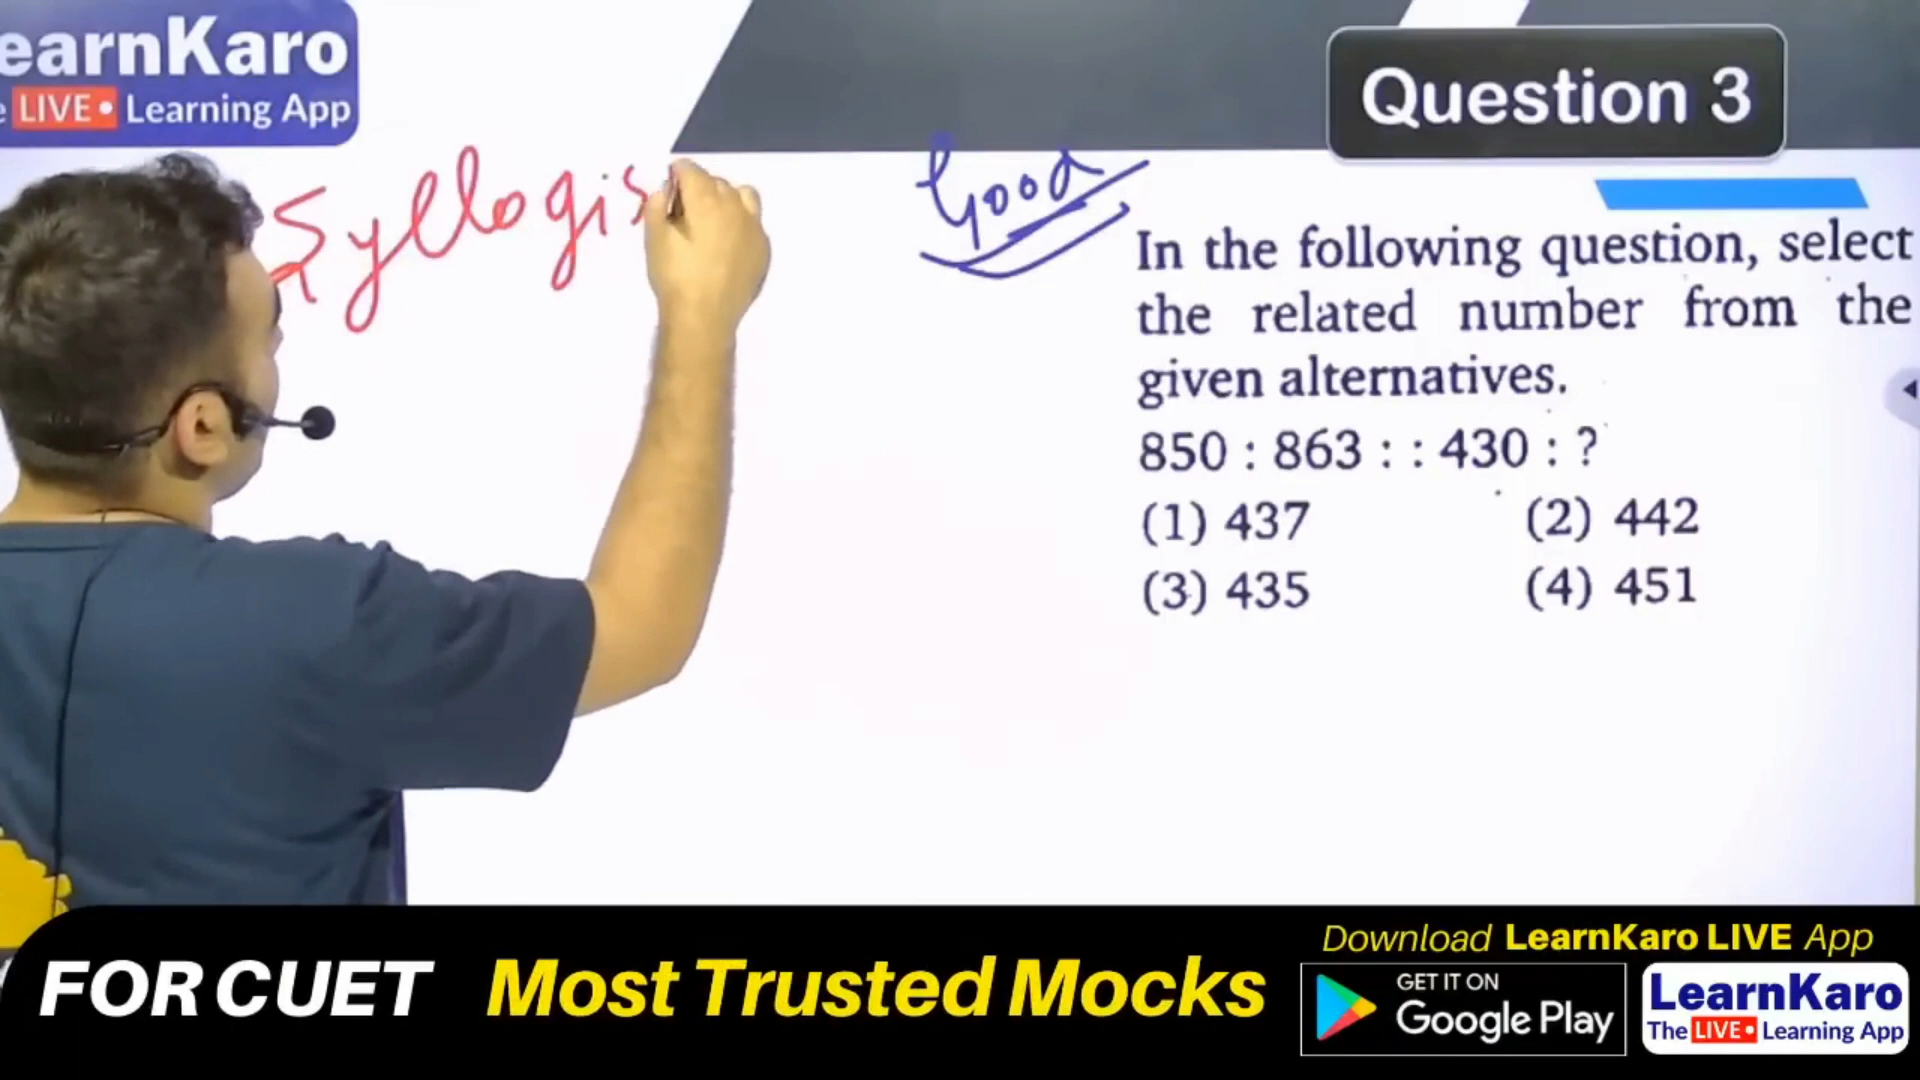 earnKaro
e LIVE • Learning App
Question 3
Syllogis
Good
In the following question, select
the related number from the
given alternatives.
850 : 863 : : 430 : ?
(1) 437 (2) 442
(3) 435 (4) 451
FOR CUET Most Trusted Mocks
Download LearnKaro LIVE App
GET IT ON
Google Play
LearnKaro
The LIVE • Learning App